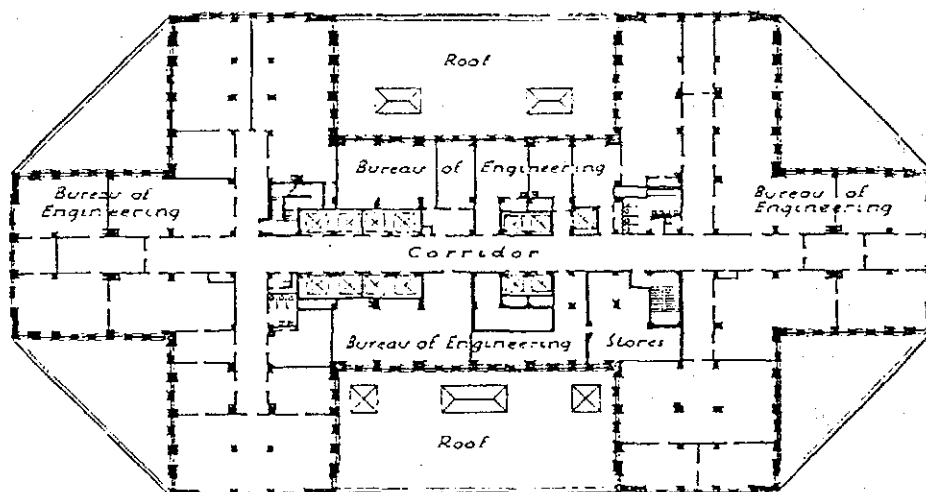 Roof
Bureau of Engineering
Bureau of
Engineering
Bureau of
Engineering
Corridor
Bureau of Engineering
Stores
Roof